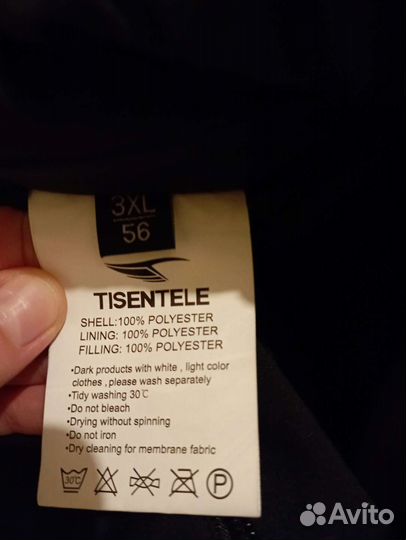 3XL
56
TISENTELE
SHELL:100% POLYESTER
LINING: 100% POLYESTER
FILLING: 100% POLYESTER
•Dark products with white , light color
clothes , please wash separately
•Tidy washing 30℃
•Do not bleach
•Drying without spinning
•Do not iron
•Dry cleaning for membrane fabric
30℃ P
Avito